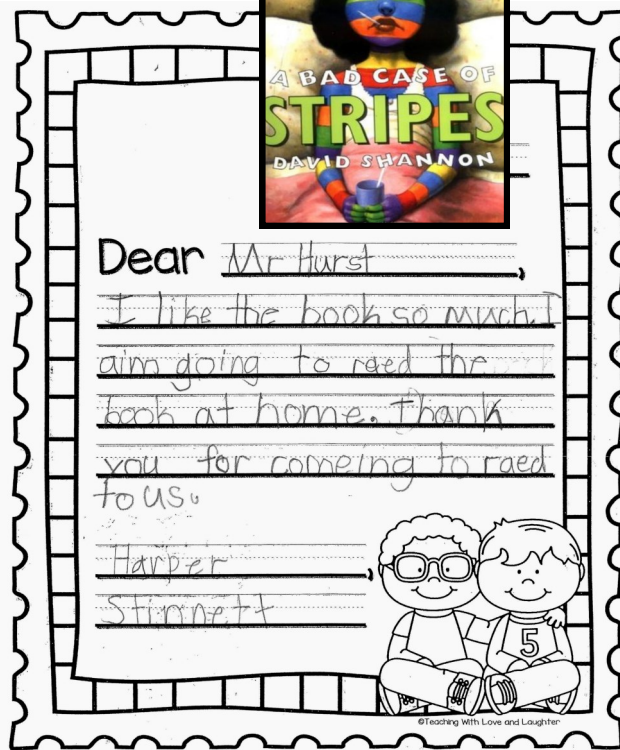 A BAD CASE OF
STRIPES
DAVID SHANNON
Dear Mr Hurst,
I like the book so much. I
aim going to raed the
book at home. Thank
you for comeing to raed
to us.
Harper,
Stinnett
5
©Teaching With Love and Laughter